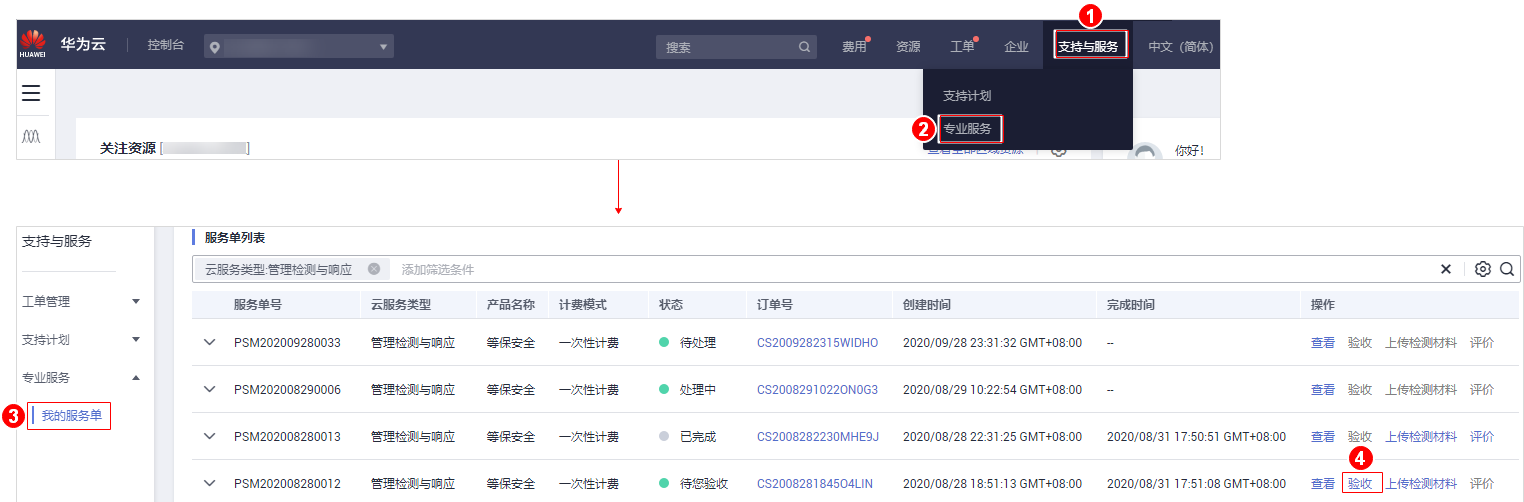 1
HUAWEI 华为云 控制台 搜索 费用 资源 工单 企业 支持与服务 中文（简体）
支持计划
2 专业服务
关注资源 [ ] 查看全部区域资源 你好!
支持与服务
服务单列表
云服务类型:管理检测与响应 添加筛选条件
工单管理
服务单号 云服务类型 产品名称 计费模式 状态 订单号 创建时间 完成时间 操作
支持计划
PSM202009280033 管理检测与响应 等保安全 一次性计费 待处理 CS2009282315WIDHO 2020/09/28 23:31:32 GMT+08:00 -- 查看 验收 上传检测材料 评价
专业服务
PSM202008290006 管理检测与响应 等保安全 一次性计费 处理中 CS2008291022ON0G3 2020/08/29 10:22:54 GMT+08:00 -- 查看 验收 上传检测材料 评价
3 我的服务单
PSM202008280013 管理检测与响应 等保安全 一次性计费 已完成 CS2008282230MHE9J 2020/08/28 22:31:25 GMT+08:00 2020/08/31 17:50:51 GMT+08:00 查看 验收 上传检测材料 评价
4
PSM202008280012 管理检测与响应 等保安全 一次性计费 待您验收 CS2008281845O4LIN 2020/08/28 18:51:13 GMT+08:00 2020/08/31 17:51:08 GMT+08:00 查看 验收 上传检测材料 评价